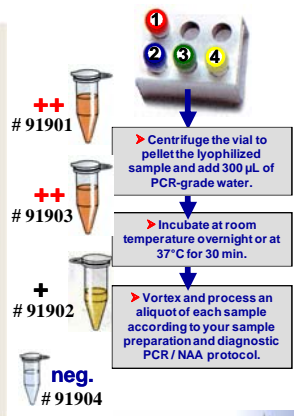 1
2 3 4
++
# 91901
➤ Centrifuge the vial to
pellet the lyophilized
sample and add 300 µL of
PCR-grade water.
++
# 91903
➤ Incubate at room
temperature overnight or at
37°C for 30 min.
+
# 91902
➤ Vortex and process an
aliquot of each sample
according to your sample
preparation and diagnostic
PCR / NAA protocol.
neg.
# 91904